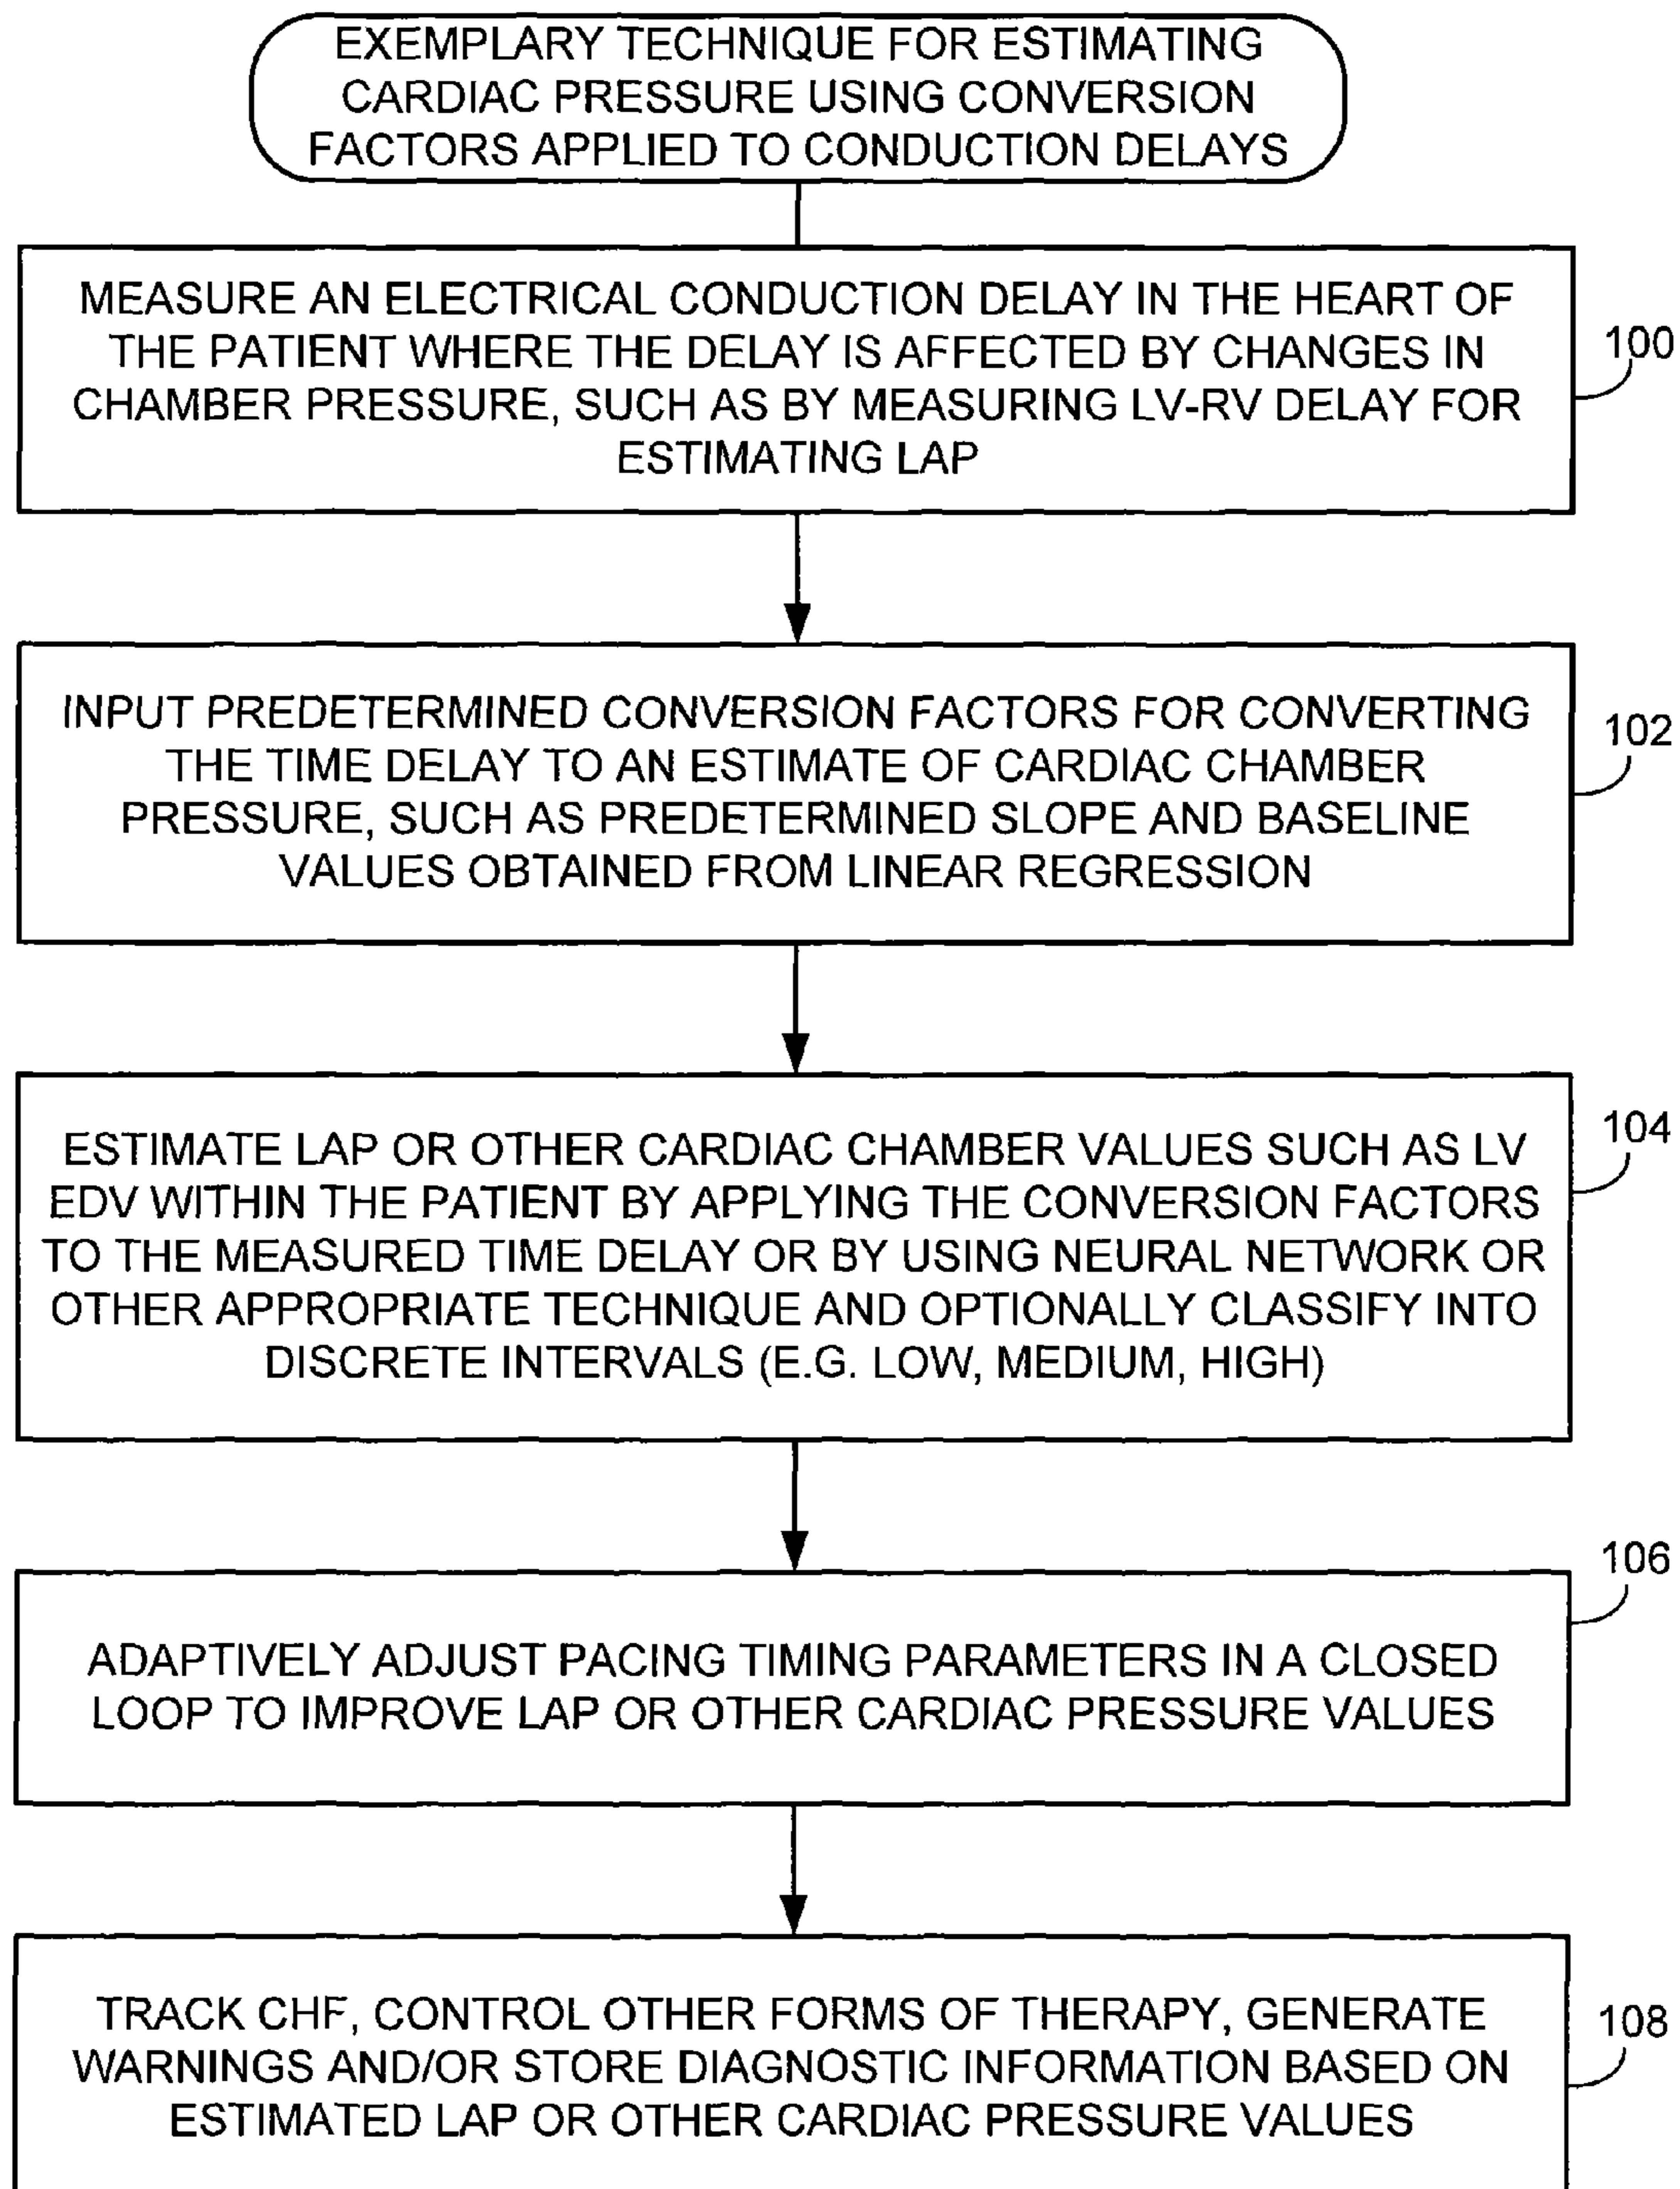 EXEMPLARY TECHNIQUE FOR ESTIMATING
CARDIAC PRESSURE USING CONVERSION
FACTORS APPLIED TO CONDUCTION DELAYS
MEASURE AN ELECTRICAL CONDUCTION DELAY IN THE HEART OF
THE PATIENT WHERE THE DELAY IS AFFECTED BY CHANGES IN
CHAMBER PRESSURE, SUCH AS BY MEASURING LV-RV DELAY FOR
ESTIMATING LAP
100
INPUT PREDETERMINED CONVERSION FACTORS FOR CONVERTING
THE TIME DELAY TO AN ESTIMATE OF CARDIAC CHAMBER
PRESSURE, SUCH AS PREDETERMINED SLOPE AND BASELINE
VALUES OBTAINED FROM LINEAR REGRESSION
102
ESTIMATE LAP OR OTHER CARDIAC CHAMBER VALUES SUCH AS LV
EDV WITHIN THE PATIENT BY APPLYING THE CONVERSION FACTORS
TO THE MEASURED TIME DELAY OR BY USING NEURAL NETWORK OR
OTHER APPROPRIATE TECHNIQUE AND OPTIONALLY CLASSIFY INTO
DISCRETE INTERVALS (E.G. LOW, MEDIUM, HIGH)
104
ADAPTIVELY ADJUST PACING TIMING PARAMETERS IN A CLOSED
LOOP TO IMPROVE LAP OR OTHER CARDIAC PRESSURE VALUES
106
TRACK CHF, CONTROL OTHER FORMS OF THERAPY, GENERATE
WARNINGS AND/OR STORE DIAGNOSTIC INFORMATION BASED ON
ESTIMATED LAP OR OTHER CARDIAC PRESSURE VALUES
108